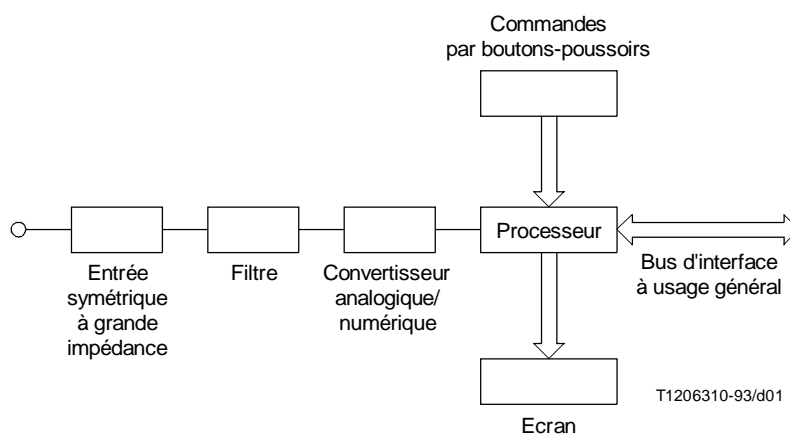 Commandes
par boutons-poussoirs
Processeur
Entrée
symétrique
à grande
impédance
Filtre
Convertisseur
analogique/
numérique
Bus d'interface
à usage général
Ecran
T1206310-93/d01